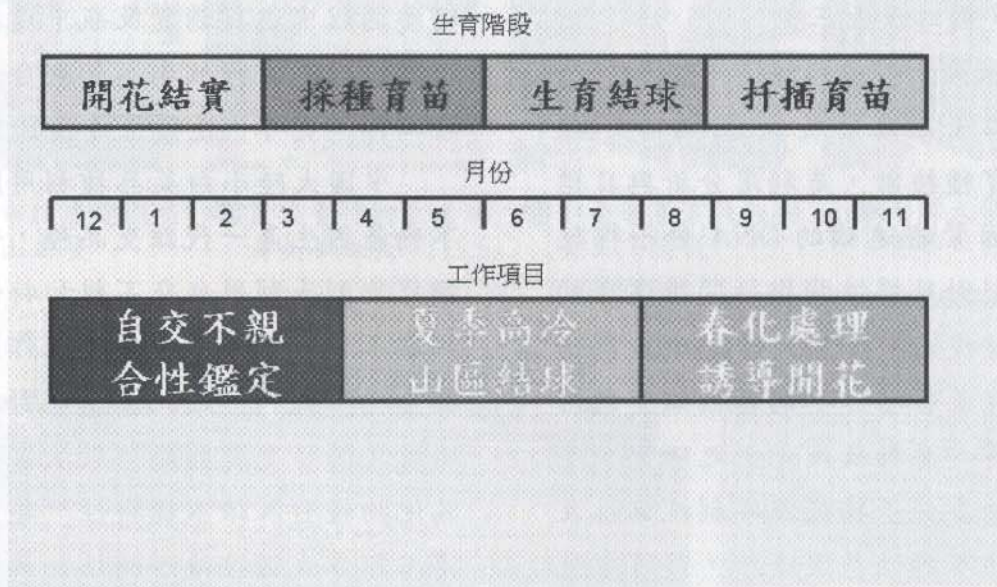 生育階段
開花結實 採種育苗 生育結球 扦插育苗
月份
12 1 2 3 4 5 6 7 8 9 10 11
工作項目
自交不親 夏季高冷 春化處理
合性鑑定 山區結球 誘導開花